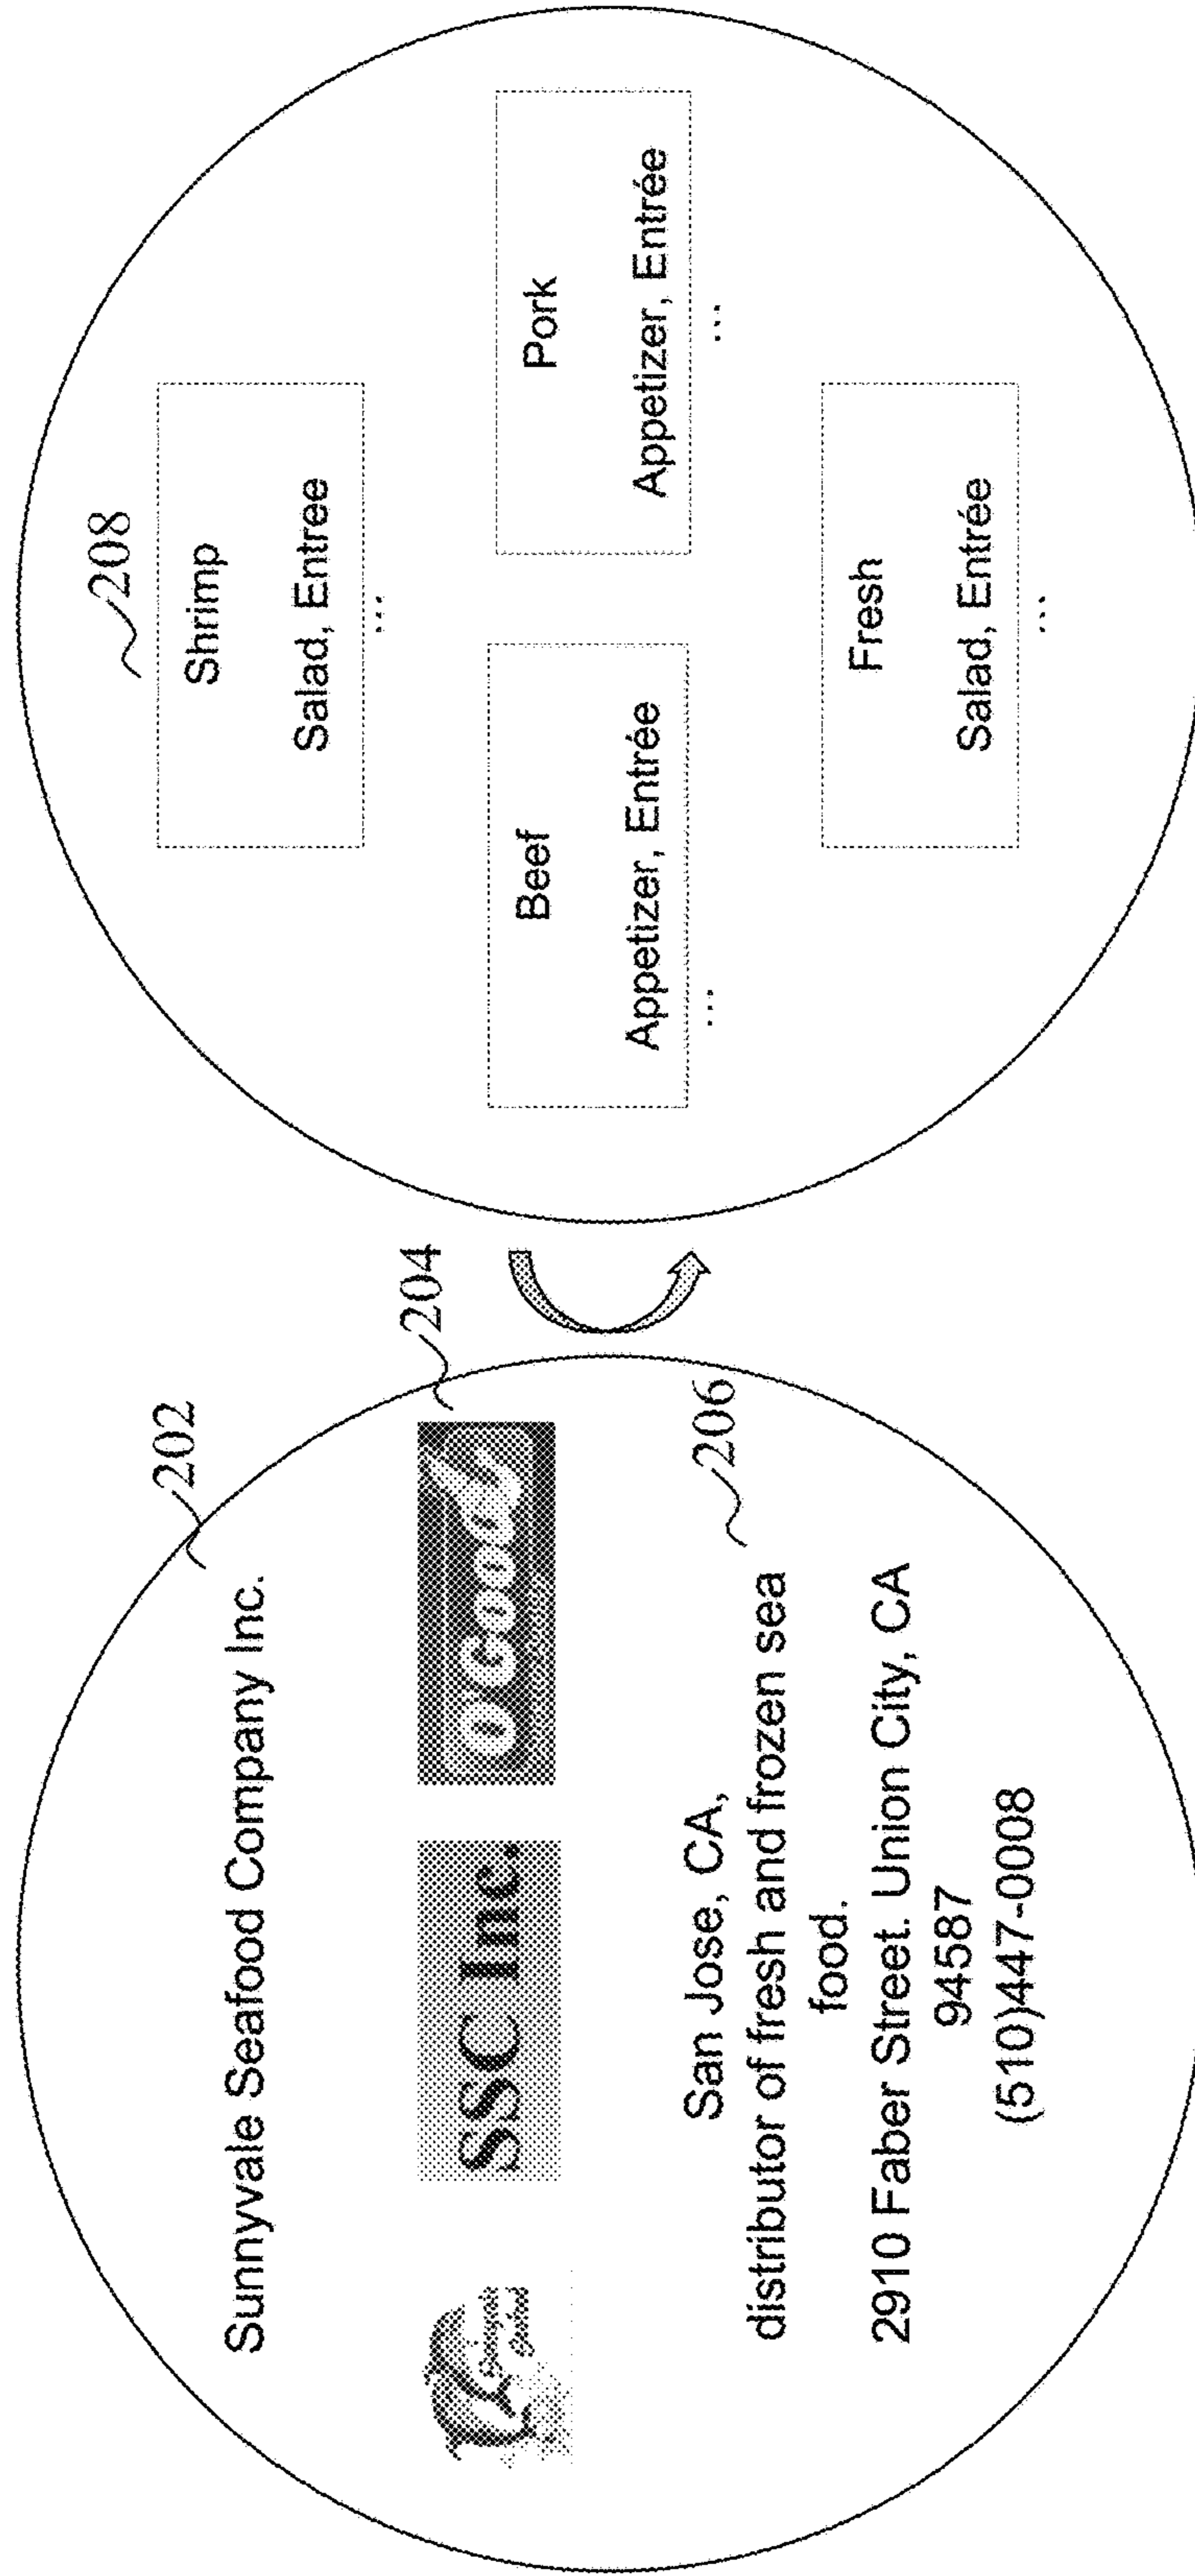 202
Sunnyvale Seafood Company Inc.
204
SSC Inc.
O'Good
206
San Jose, CA,
distributor of fresh and frozen sea
food.
2910 Faber Street. Union City, CA
94587
(510)447-0008
208
Shrimp
Salad, Entree
...
Beef
Appetizer, Entrée
...
Pork
Appetizer, Entrée
...
Fresh
Salad, Entrée
...